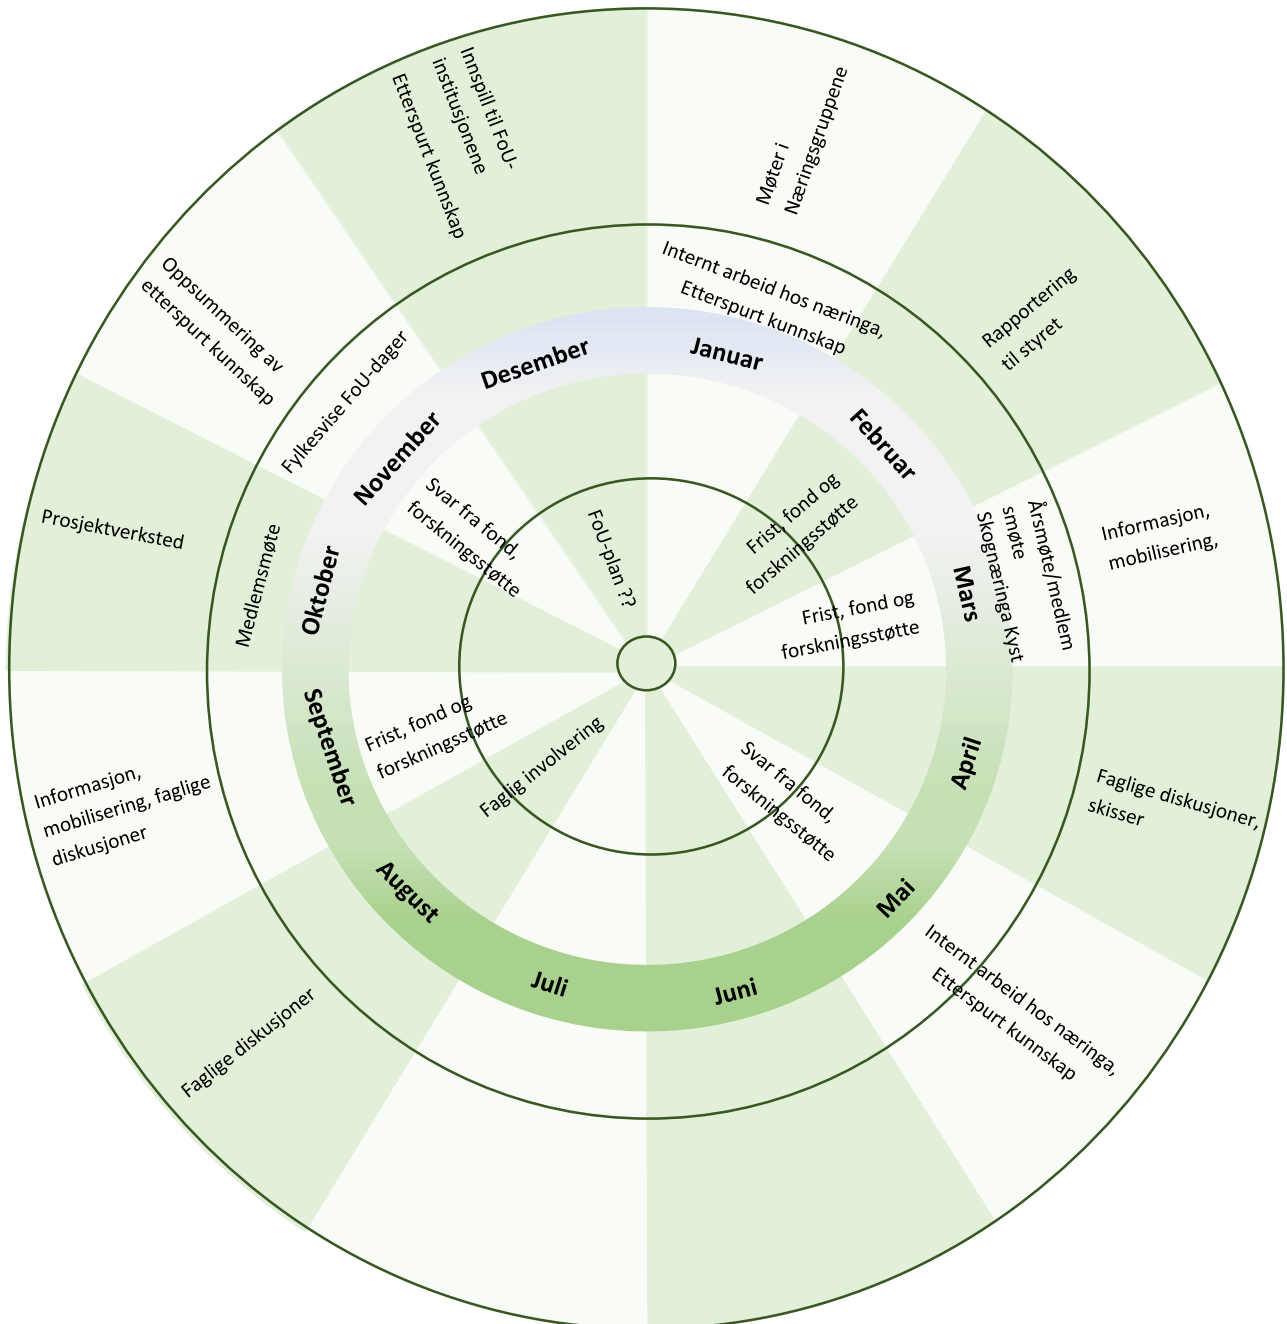 Møter i
Næringsgruppene
Internt arbeid hos næringa,
Etterspurt kunnskap
Januar
Rapportering
til styret
Februar
Frist, fond og
forskningsstøtte
Informasjon,
mobilisering,
Årsmøte/medlem
smøte
Skognæringa Kyst
Mars
Frist, fond og
forskningsstøtte
Faglige diskusjoner,
skisser
April
Internt arbeid hos næringa,
Etterspurt kunnskap
Mai
Svar fra fond,
forskningsstøtte
Juni
Juli
Faglige diskusjoner
August
Faglig involvering
Informasjon,
mobilisering, faglige
diskusjoner
September
Frist, fond og
forskningsstøtte
Prosjektverksted
Medlemsmøte
Oktober
Oppsummering av
etterspurt kunnskap
Fylkesvise FoU-dager
November
Svar fra fond,
forskningsstøtte
Innspill til FoU-
institusjonene
Etterspurt kunnskap
Desember
FoU-plan ??